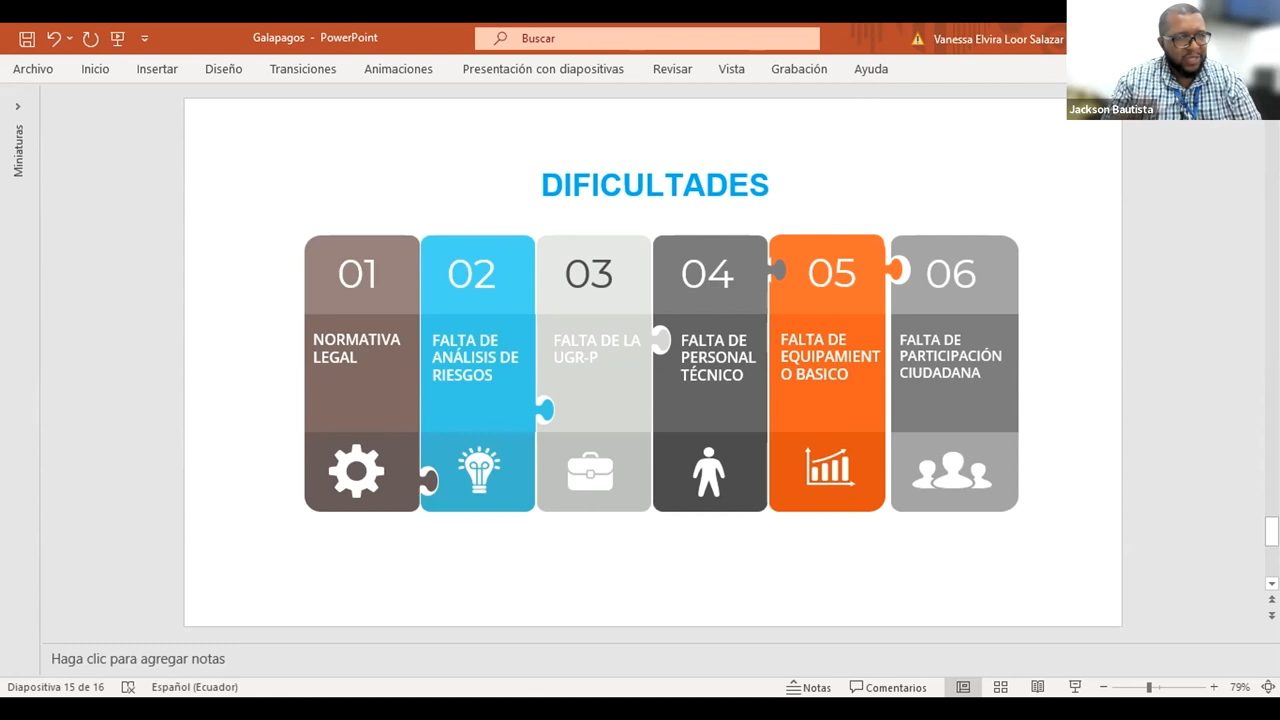 Galapagos - PowerPoint
Buscar
Vanessa Elvira Loor Salazar
Jackson Bautista
Archivo Inicio Insertar Diseño Transiciones Animaciones Presentación con diapositivas Revisar Vista Grabación Ayuda
Miniaturas
DIFICULTADES
01
NORMATIVA
LEGAL
02
FALTA DE
ANÁLISIS DE
RIESGOS
03
FALTA DE LA
UGR-P
04
FALTA DE
PERSONAL
TÉCNICO
05
FALTA DE
EQUIPAMIENT
O BASICO
06
FALTA DE
PARTICIPACIÓN
CIUDADANA
Haga clic para agregar notas
Diapositiva 15 de 16 Español (Ecuador) Notas Comentarios 79%